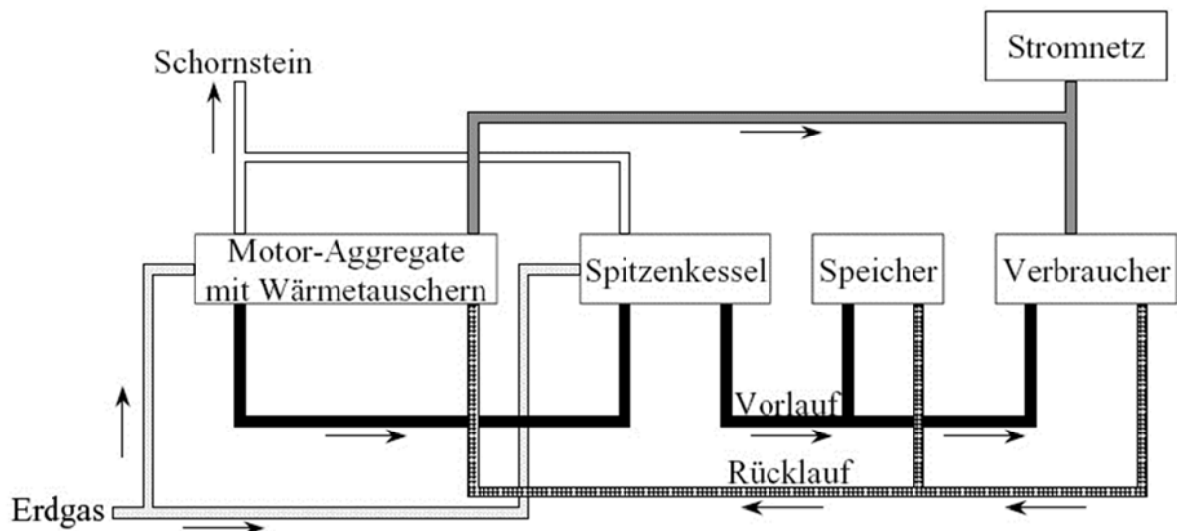 Stromnetz
Schornstein
Motor-Aggregate
mit Wärmetauschern
Spitzenkessel
Speicher
Verbraucher
Vorlauf
Rücklauf
Erdgas